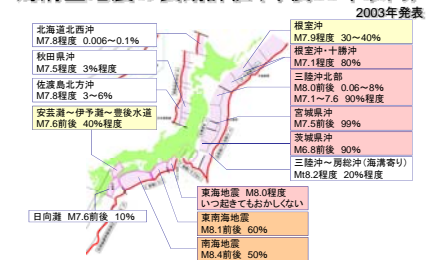 2003年発表
北海道北西沖
M7.8程度 0.006~0.1%
秋田県沖
M7.5程度 3%程度
佐渡島北方沖
M7.8程度 3~6%
安芸灘~伊予灘~豊後水道
M7.6前後 40%程度
日向灘 M7.6前後 10%
根室沖
M7.9程度 30~40%
根室沖・十勝沖
M7.1程度 80%
三陸沖北部
M8.0前後 0.06~8%
M7.1~7.6 90%程度
宮城県沖
M7.5前後 99%
茨城県沖
M6.8前後 90%
三陸沖~房総沖(海溝寄り)
Mt8.2程度 20%程度
東海地震 M8.0程度
いつ起きてもおかしくない
東南海地震
M8.1前後 60%
南海地震
M8.4前後 50%